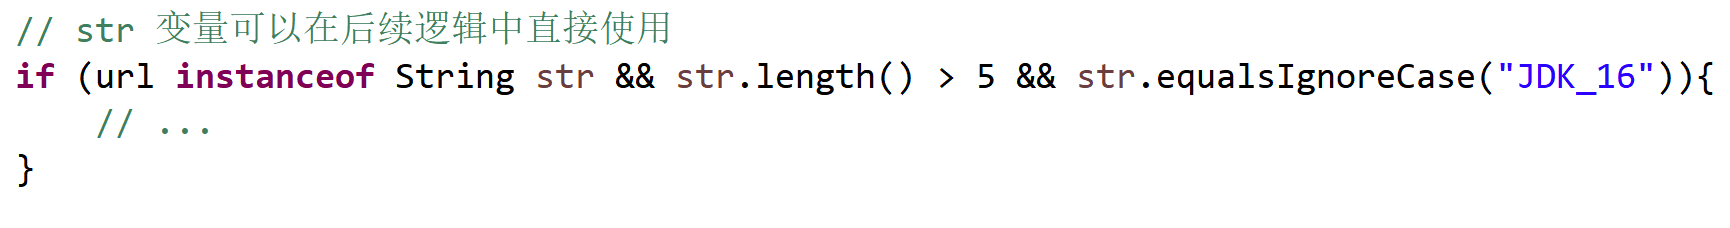 // str 变量可以在后续逻辑中直接使用
if (url instanceof String str && str.length() > 5 && str.equalsIgnoreCase("JDK_16")){
    // ...
}